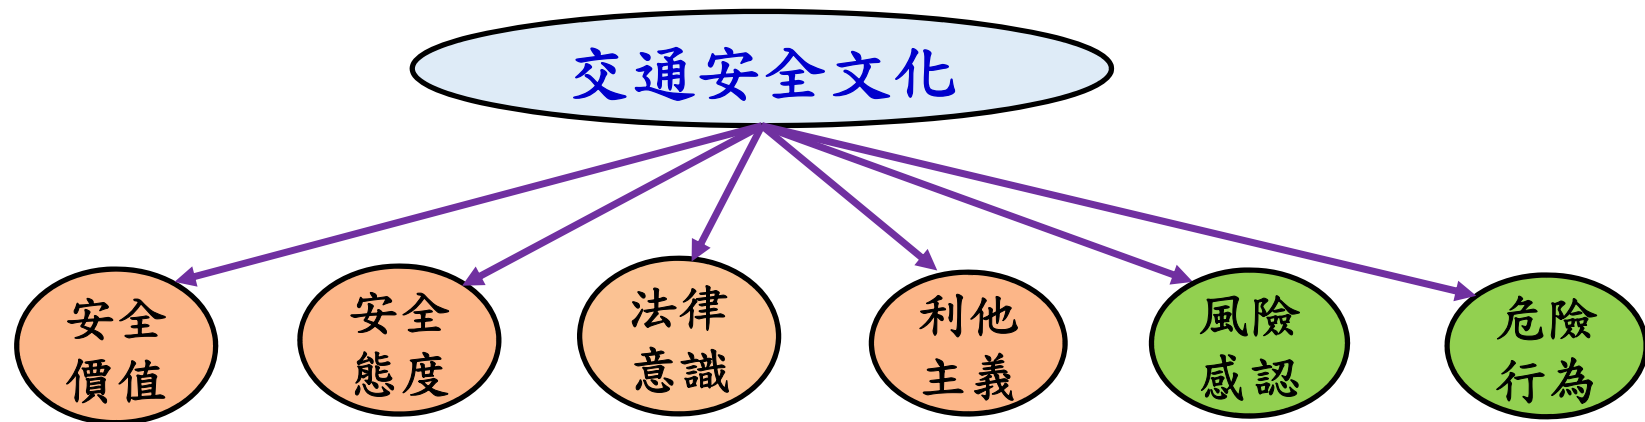 交通安全文化
安全
價值
安全
態度
法律
意識
利他
主義
風險
感認
危險
行為